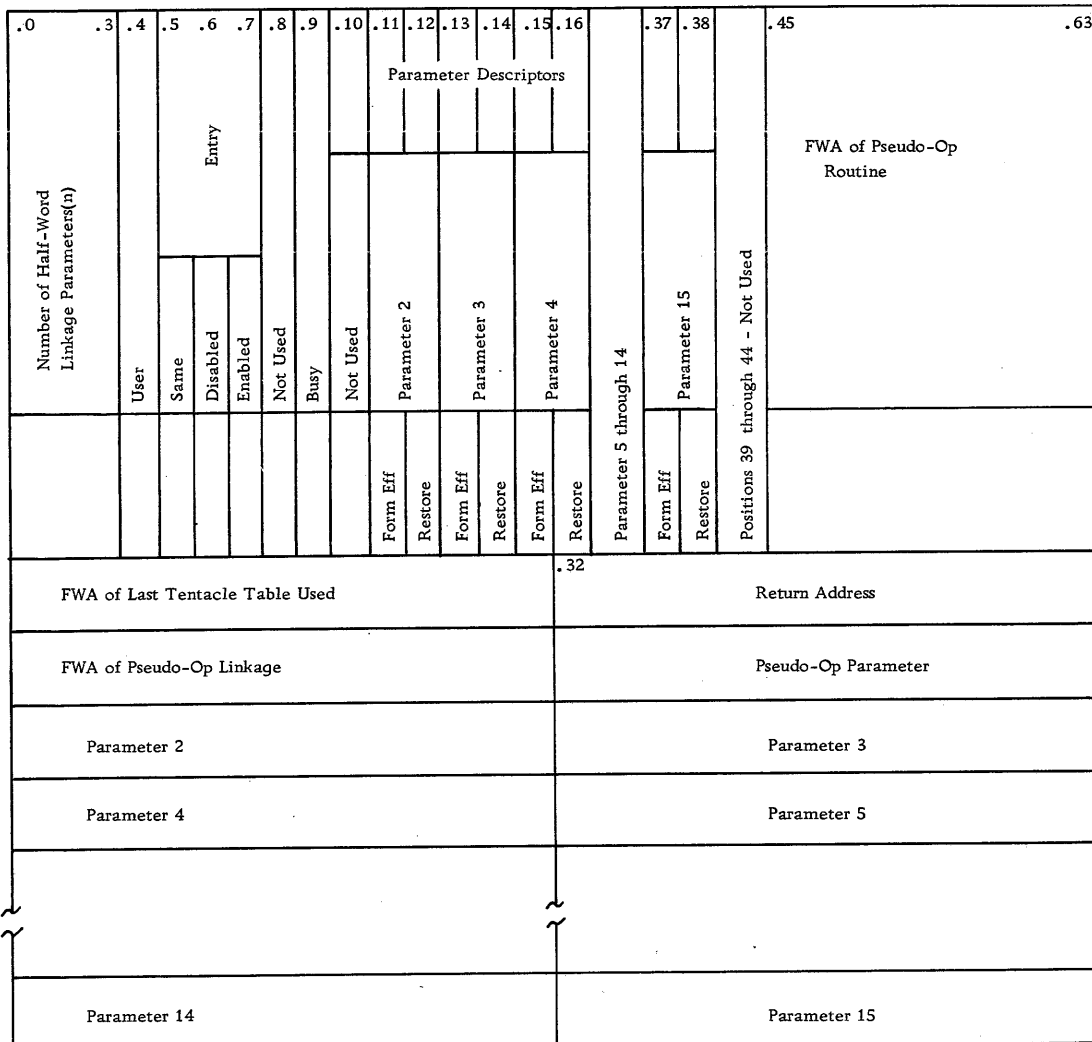 .0 .3 .4 .5 .6 .7 .8 .9 .10 .11 .12 .13 .14 .15 .16 .37 .38 .45 .63
Parameter Descriptors
Number of Half-Word
Linkage Parameters(n)
User
Entry
Same
Disabled
Enabled
Not Used
Busy
Not Used
Parameter 2
Parameter 3
Parameter 4
Parameter 5 through 14
Parameter 15
Positions 39 through 44 - Not Used
FWA of Pseudo-Op
Routine
Form Eff
Restore
Form Eff
Restore
Form Eff
Restore
Form Eff
Restore
.32
FWA of Last Tentacle Table Used
Return Address
FWA of Pseudo-Op Linkage
Pseudo-Op Parameter
Parameter 2
Parameter 3
Parameter 4
Parameter 5
Parameter 14
Parameter 15